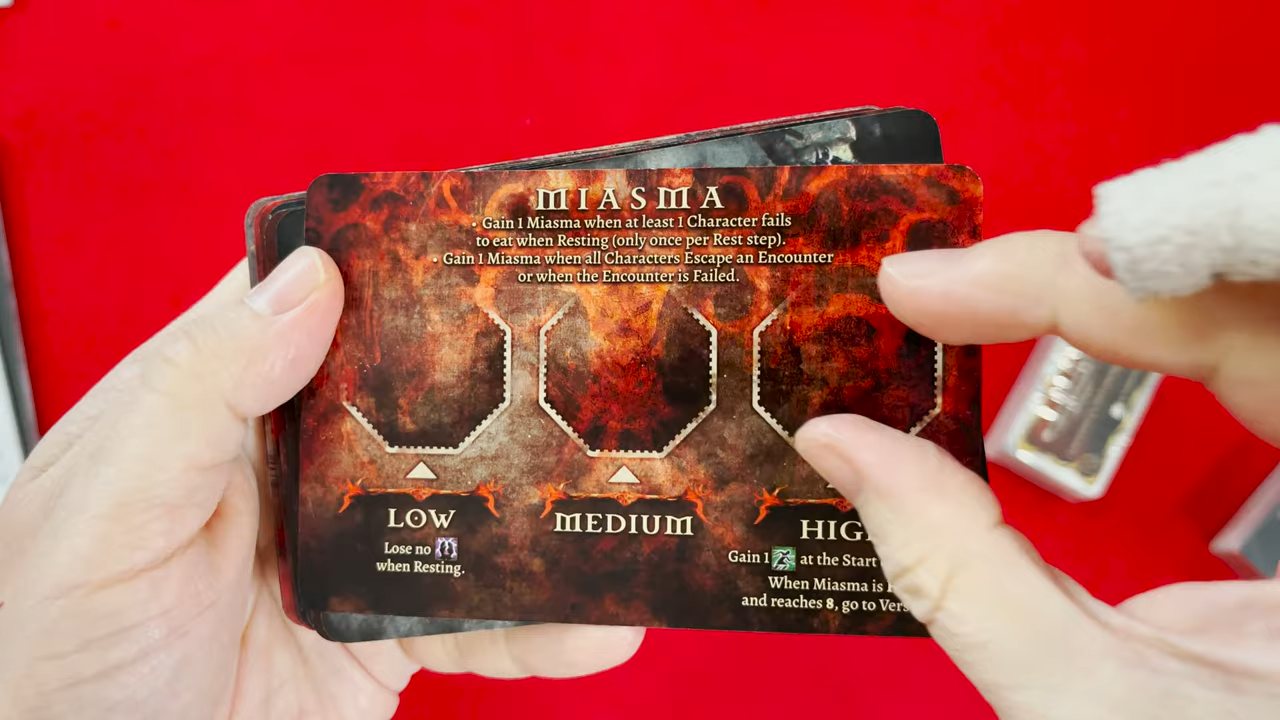 MIASMA
• Gain 1 Miasma when at least 1 Character fails
to eat when Resting (only once per Rest step).
• Gain 1 Miasma when all Characters Escape an Encounter
or when the Encounter is Failed.
LOW
Lose no
when Resting.
MEDIUM
HIG
Gain 1 at the Start
When Miasma is
and reaches 8, go to Vers